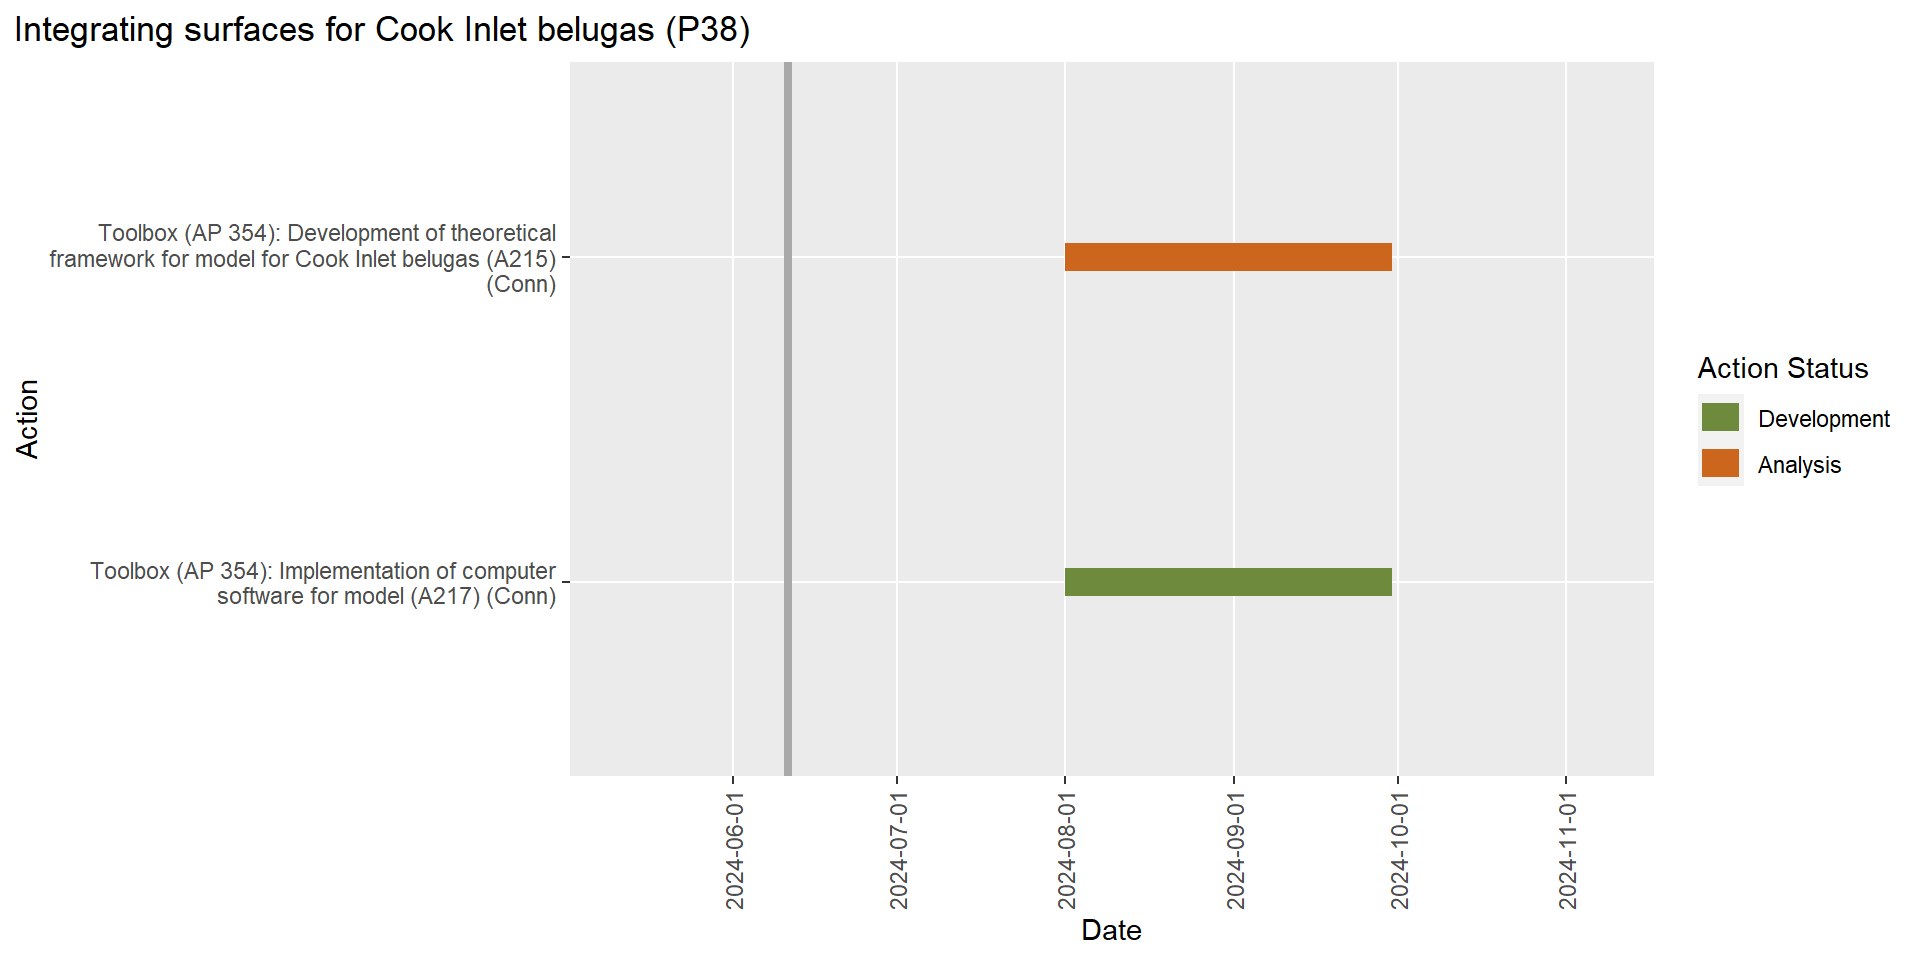 Integrating surfaces for Cook Inlet belugas (P38)
Toolbox (AP 354): Development of theoretical
framework for model for Cook Inlet belugas (A215)
(Conn)
Action
Toolbox (AP 354): Implementation of computer
software for model (A217) (Conn)
Action Status
Development
Analysis
2024-06-01
2024-07-01
2024-08-01
2024-09-01
2024-10-01
2024-11-01
Date